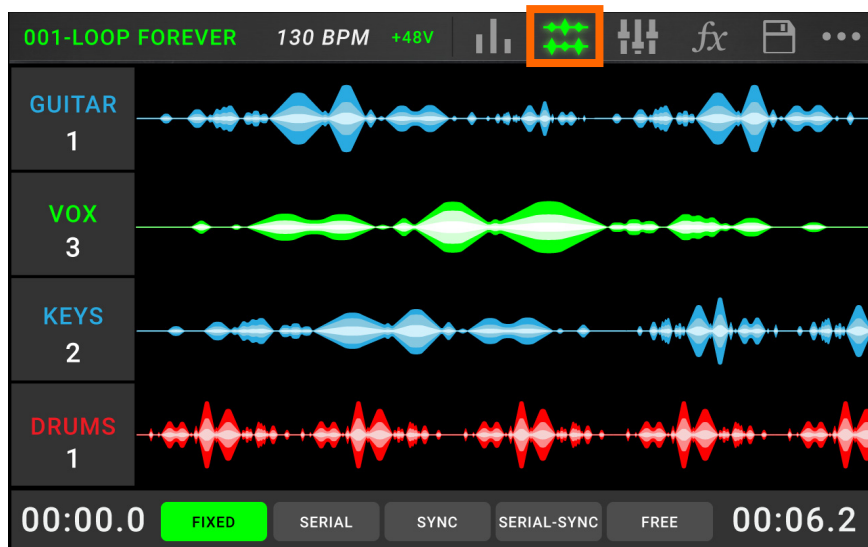 001-LOOP FOREVER 130 BPM +48V fx
GUITAR
1
VOX
3
KEYS
2
DRUMS
1
00:00.0 FIXED SERIAL SYNC SERIAL-SYNC FREE 00:06.2